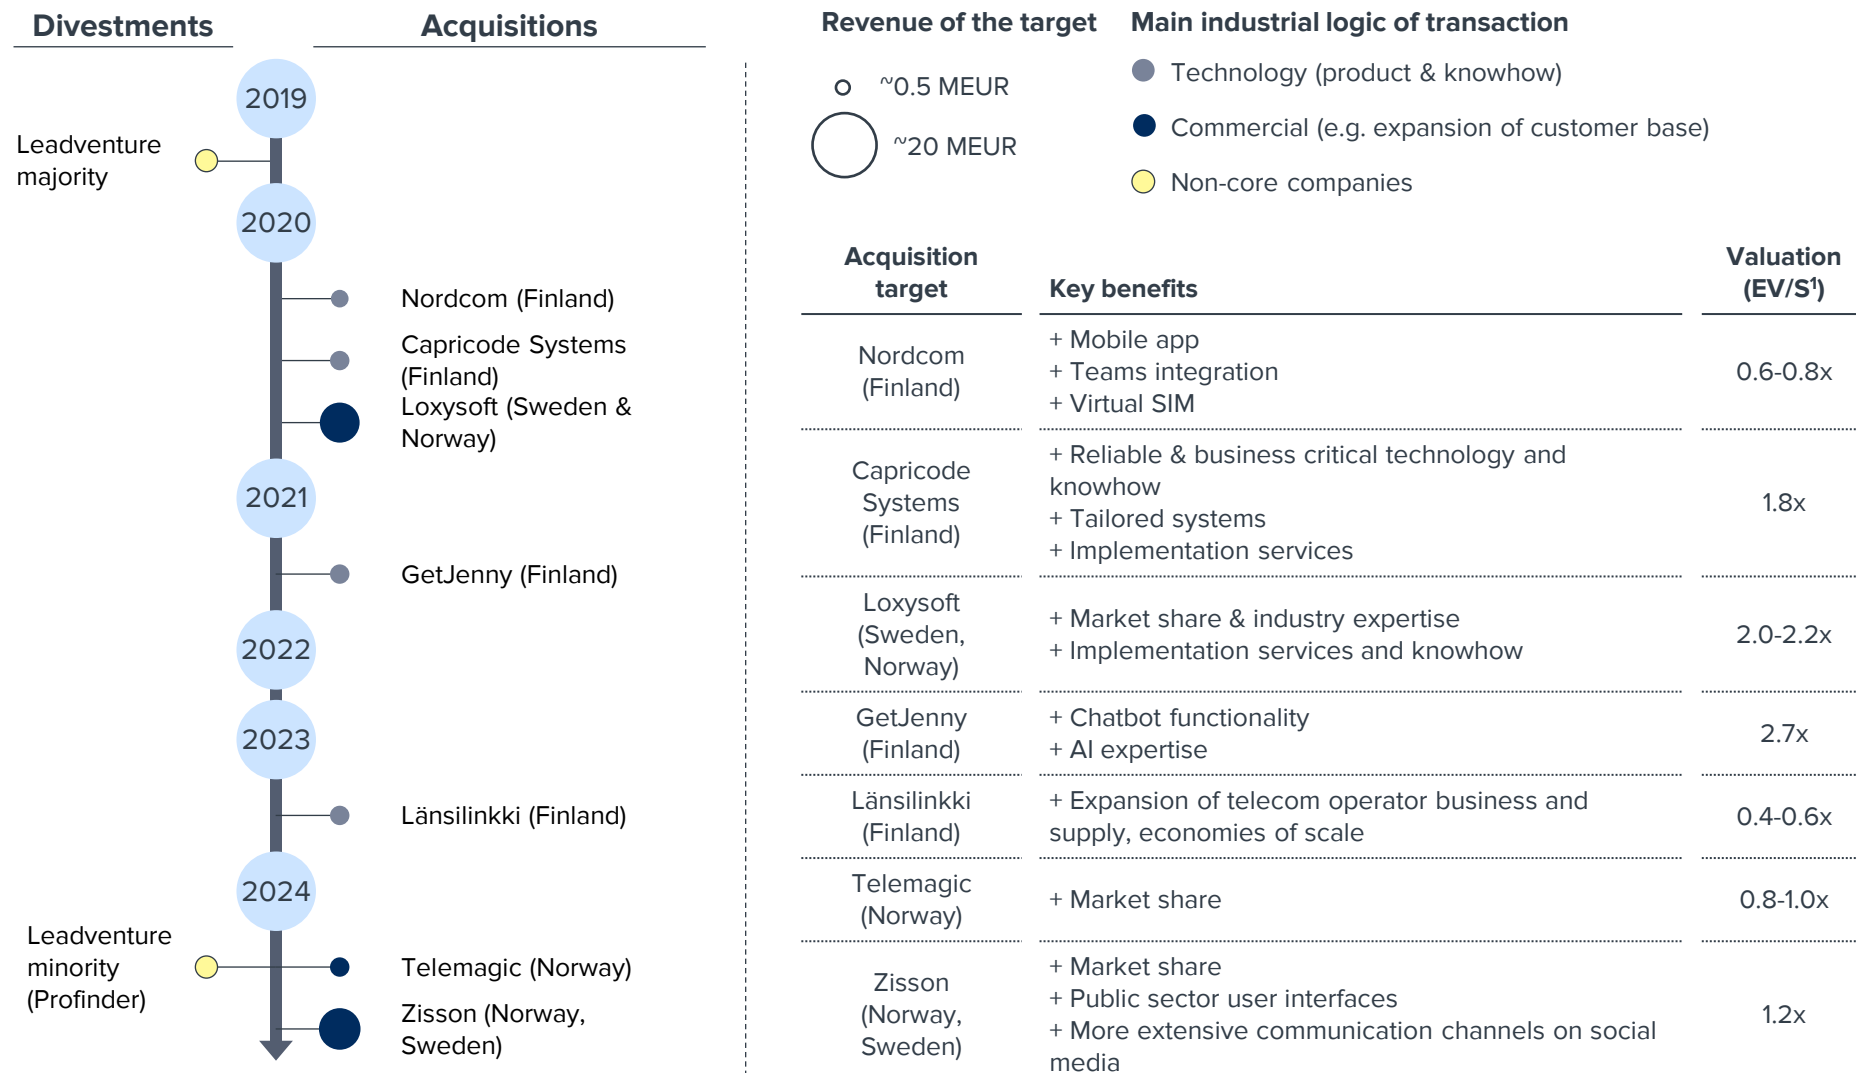 Divestments
Acquisitions
2019
Leadventure
majority
2020
Nordcom (Finland)
Capricode Systems
(Finland)
Loxysoft (Sweden &
Norway)
2021
GetJenny (Finland)
2022
2023
Länsilinkki (Finland)
2024
Leadventure
minority
(Profinder)
Telemagic (Norway)
Zisson (Norway,
Sweden)
Revenue of the target
~0.5 MEUR
~20 MEUR
Main industrial logic of transaction
Technology (product & knowhow)
Commercial (e.g. expansion of customer base)
Non-core companies
Acquisition
target
Key benefits
Valuation
(EV/S¹)
Nordcom
(Finland)
+ Mobile app
+ Teams integration
+ Virtual SIM
0.6-0.8x
Capricode
Systems
(Finland)
+ Reliable & business critical technology and
knowhow
+ Tailored systems
+ Implementation services
1.8x
Loxysoft
(Sweden,
Norway)
+ Market share & industry expertise
+ Implementation services and knowhow
2.0-2.2x
GetJenny
(Finland)
+ Chatbot functionality
+ AI expertise
2.7x
Länsilinkki
(Finland)
+ Expansion of telecom operator business and
supply, economies of scale
0.4-0.6x
Telemagic
(Norway)
+ Market share
0.8-1.0x
Zisson
(Norway,
Sweden)
+ Market share
+ Public sector user interfaces
+ More extensive communication channels on social
media
1.2x